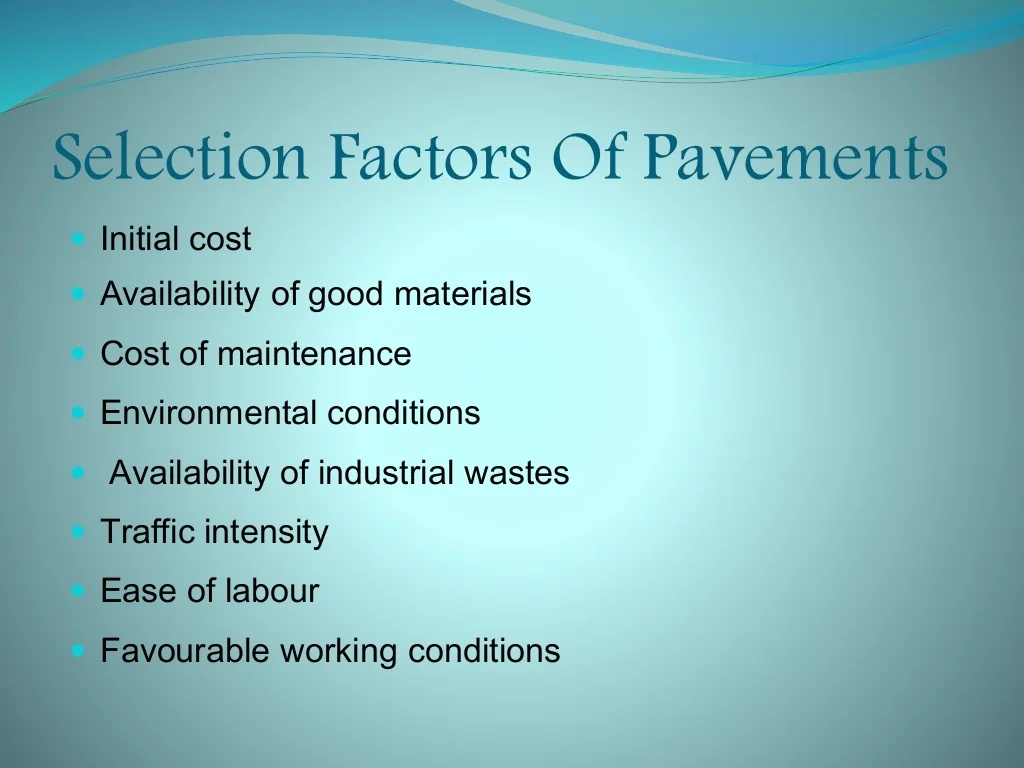 Selection Factors Of Pavements
• Initial cost
• Availability of good materials
• Cost of maintenance
• Environmental conditions
• Availability of industrial wastes
• Traffic intensity
• Ease of labour
• Favourable working conditions